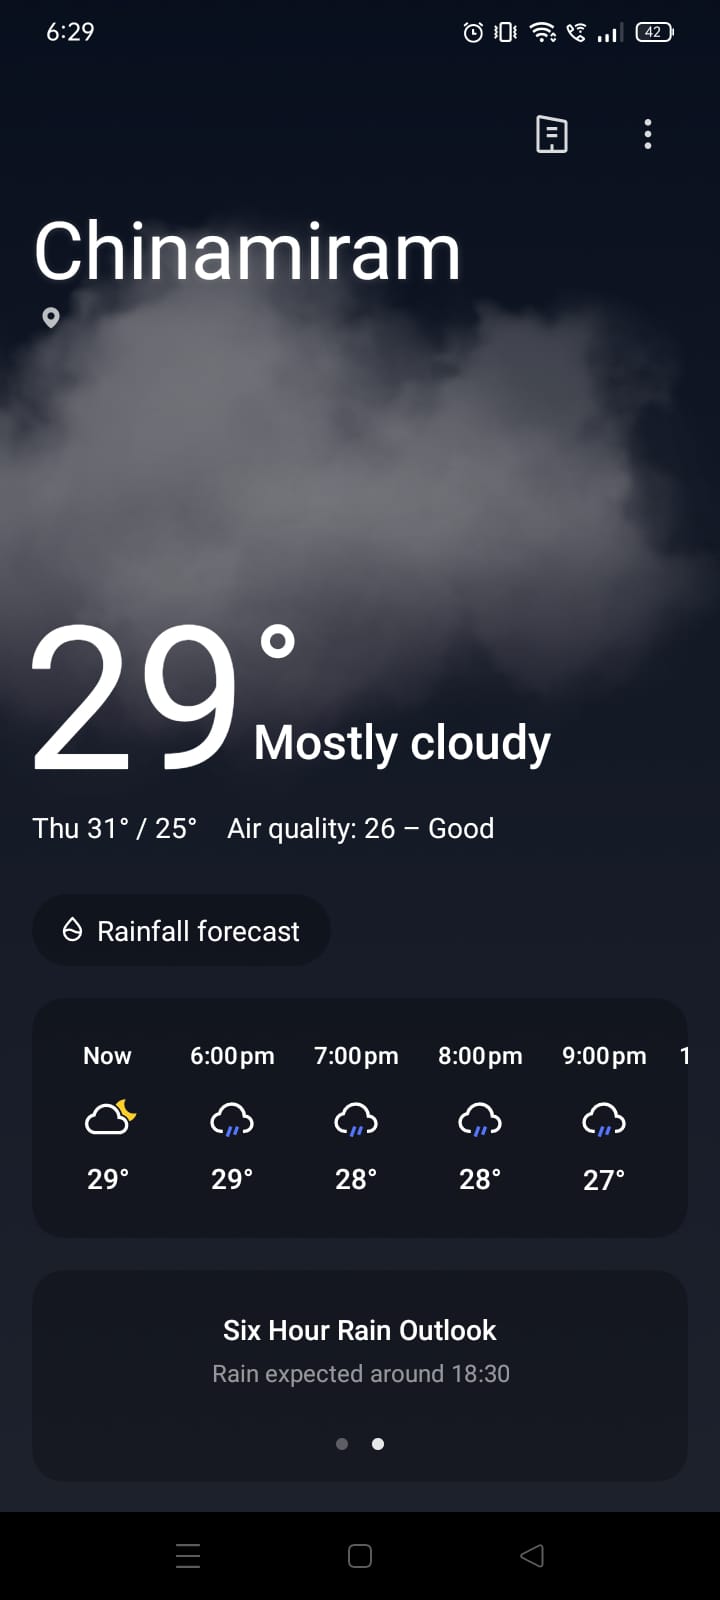 6:29
42
Chinamiram
29°
Mostly cloudy
Thu 31° / 25° Air quality: 26 – Good
Rainfall forecast
Now 6:00pm 7:00pm 8:00pm 9:00pm 1
29° 29° 28° 28° 27°
Six Hour Rain Outlook
Rain expected around 18:30